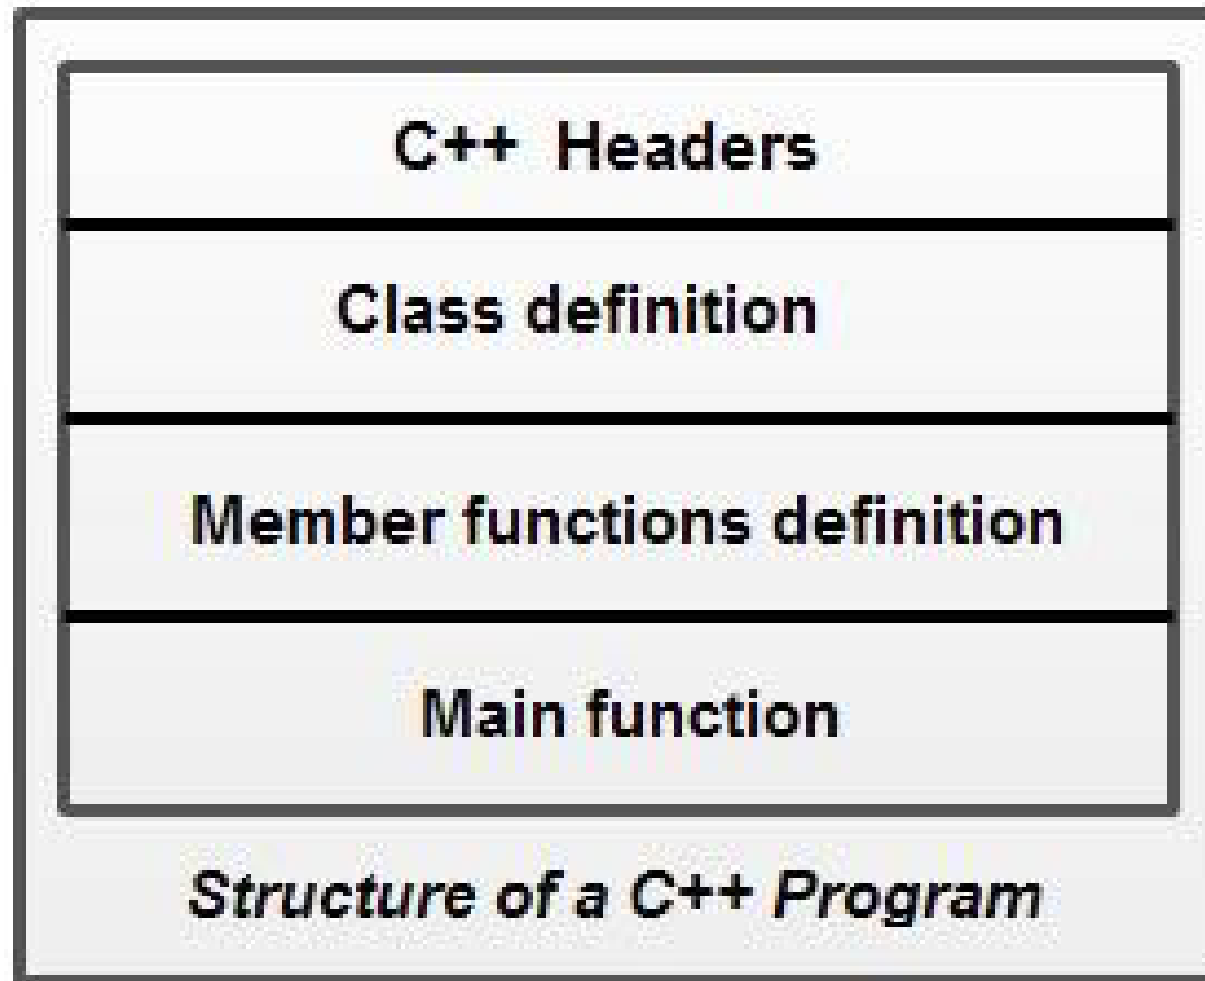 C++ Headers
Class definition
Member functions definition
Main function
Structure of a C++ Program